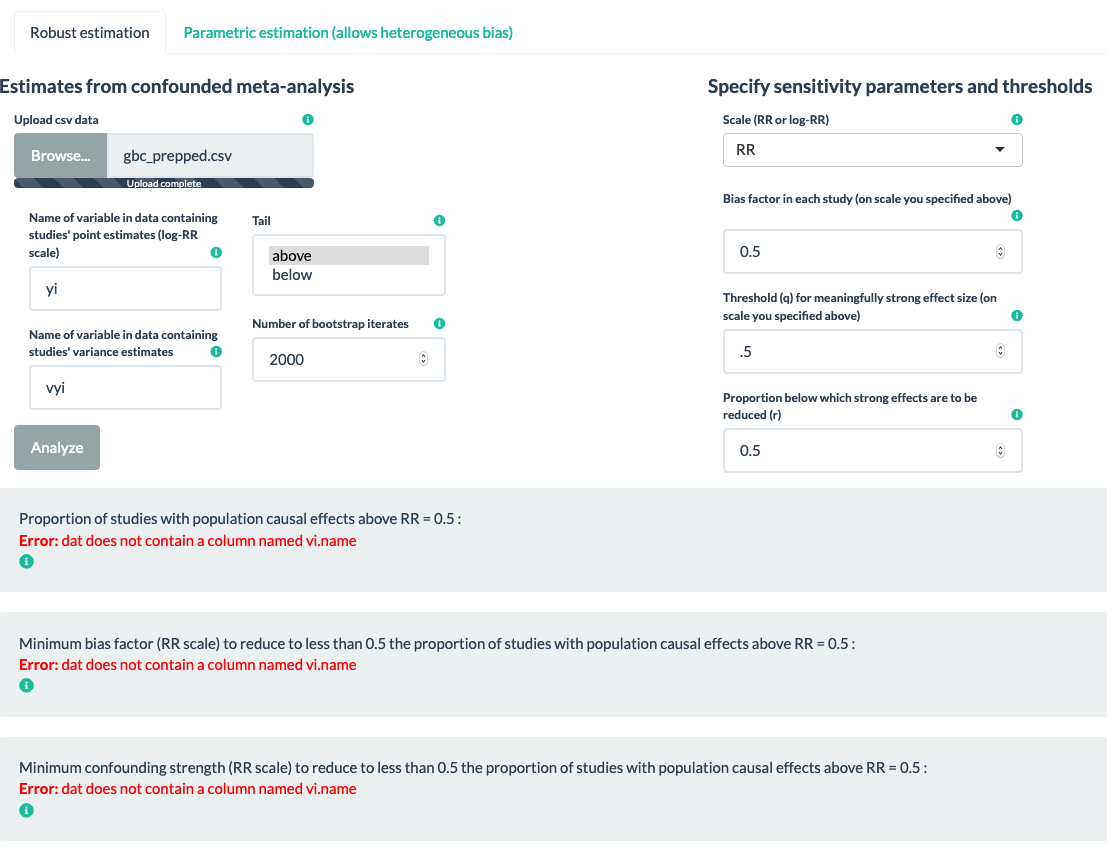 Robust estimation
Parametric estimation (allows heterogeneous bias)
Estimates from confounded meta-analysis
Upload csv data
Browse...
gbc_prepped.csv
Upload complete
Name of variable in data containing
studies' point estimates (log-RR
scale)
yi
Name of variable in data containing
studies' variance estimates
vyi
Tail
above
below
Number of bootstrap iterates
2000
Analyze
Specify sensitivity parameters and thresholds
Scale (RR or log-RR)
RR
Bias factor in each study (on scale you specified above)
0.5
Threshold (q) for meaningfully strong effect size (on
scale you specified above)
.5
Proportion below which strong effects are to be
reduced (r)
0.5
Proportion of studies with population causal effects above RR = 0.5 :
Error: dat does not contain a column named vi.name
Minimum bias factor (RR scale) to reduce to less than 0.5 the proportion of studies with population causal effects above RR = 0.5 :
Error: dat does not contain a column named vi.name
Minimum confounding strength (RR scale) to reduce to less than 0.5 the proportion of studies with population causal effects above RR = 0.5 :
Error: dat does not contain a column named vi.name